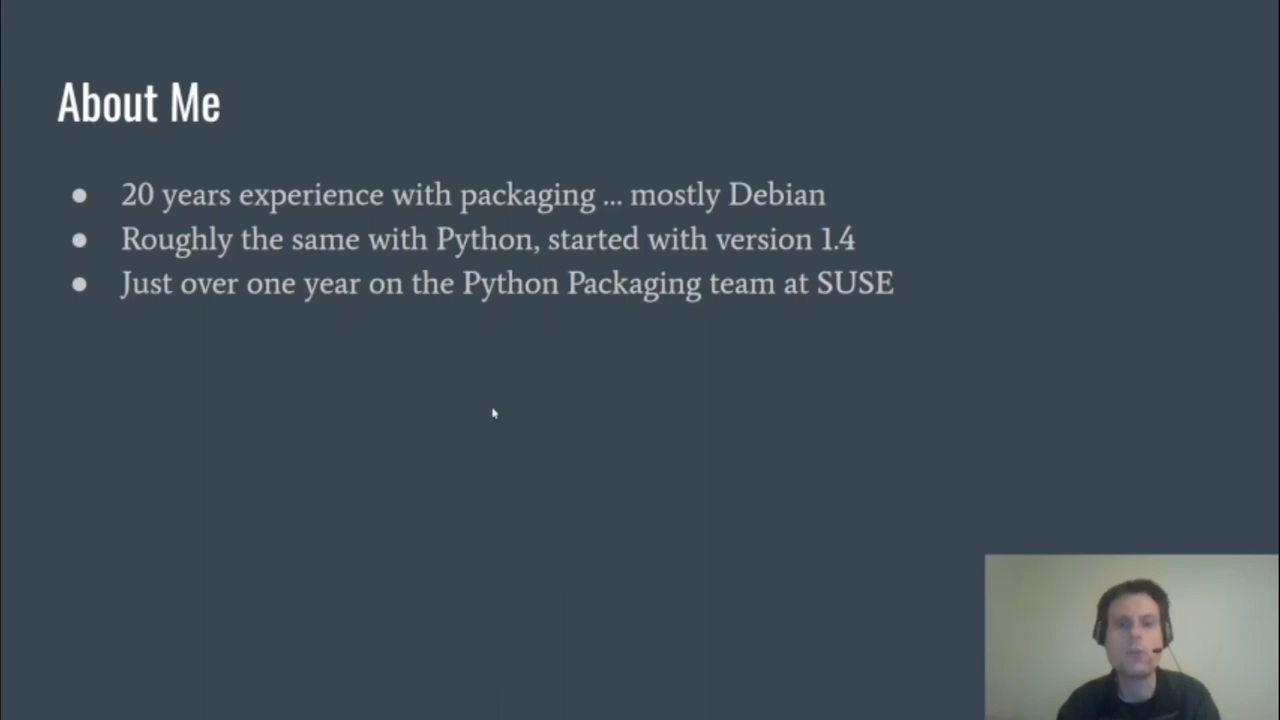 About Me
● 20 years experience with packaging ... mostly Debian
● Roughly the same with Python, started with version 1.4
● Just over one year on the Python Packaging team at SUSE